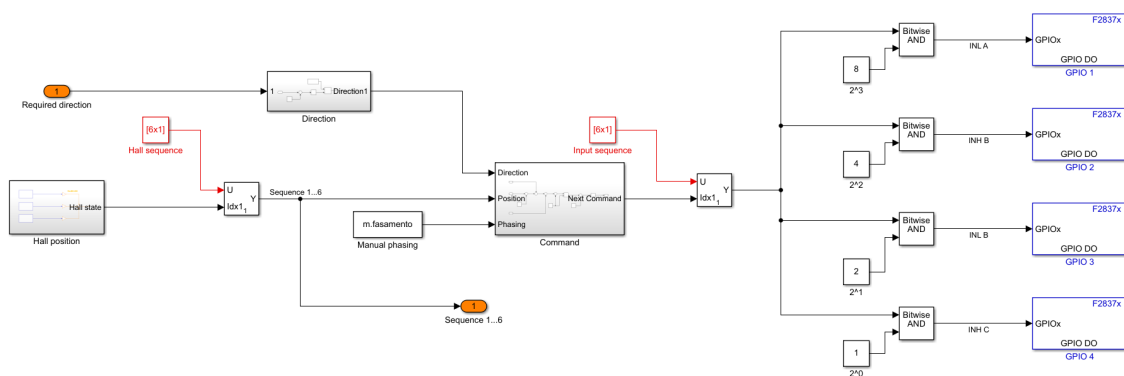 1
Required direction
1
Direction1
Direction
[6x1]
Hall sequence
Hall state
Hall position
U
Y
Idx1 1
Sequence 1...6
m.fasamento
Manual phasing
1
Sequence 1...6
Direction
Position
Phasing
Next Command
Command
[6x1]
Input sequence
U
Y
Idx1 1
Bitwise
AND
8
2^3
INL A
F2837x
GPIOx
GPIO DO
GPIO 1
Bitwise
AND
4
2^2
INH B
F2837x
GPIOx
GPIO DO
GPIO 2
Bitwise
AND
2
2^1
INL B
F2837x
GPIOx
GPIO DO
GPIO 3
Bitwise
AND
1
2^0
INH C
F2837x
GPIOx
GPIO DO
GPIO 4